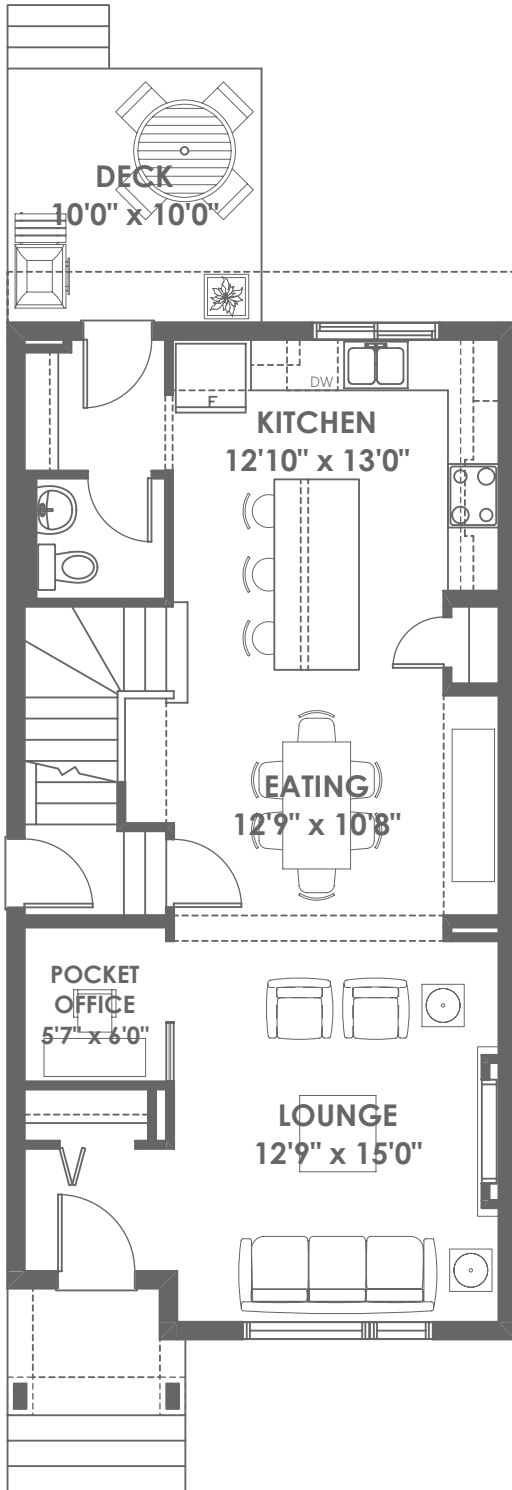 DECK
10'0" x 10'0"
DW
F
KITCHEN
12'10" x 13'0"
EATING
12'9" x 10'8"
POCKET
OFFICE
5'7" x 6'0"
LOUNGE
12'9" x 15'0"